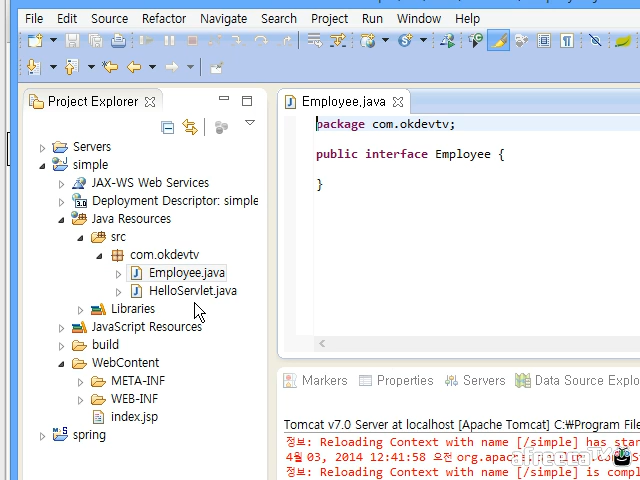 File Edit Source Refactor Navigate Search Project Run Window Help
Project Explorer
Employee.java
Servers
simple
JAX-WS Web Services
Deployment Descriptor: simple
Java Resources
src
com.okdevtv
Employee.java
HelloServlet.java
Libraries
JavaScript Resources
build
WebContent
META-INF
WEB-INF
index.jsp
spring
package com.okdevtv;
public interface Employee {
}
Markers Properties Servers Data Source Explo
Tomcat v7.0 Server at localhost [Apache Tomcat] C:₩Program File
정보: Reloading Context with name [/simple] has star
4월 03, 2014 12:41:58 오전 org.apac
정보: Reloading Context with name [/simple] is compl
afreecaTV